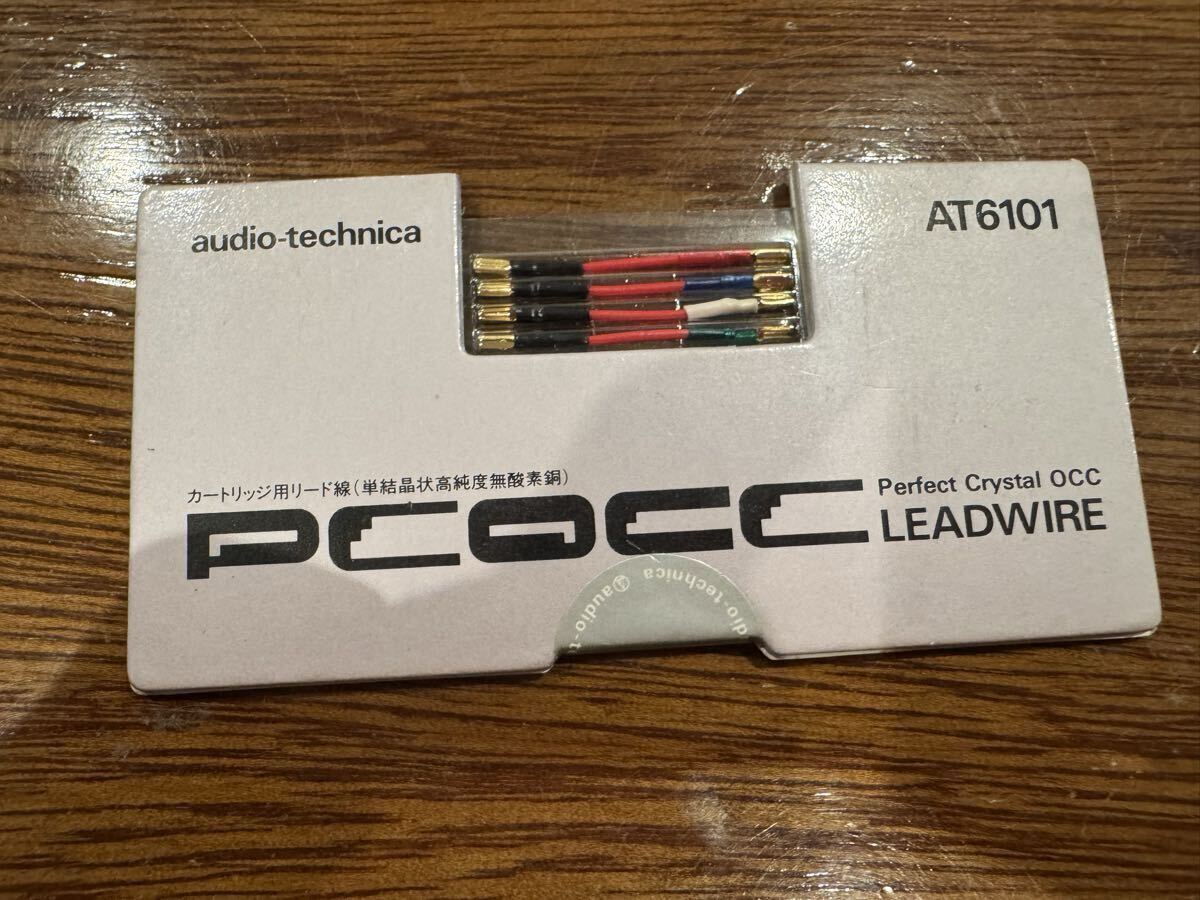 audio-technica
AT6101
カートリッジ用リード線(単結晶状高純度無酸素銅)
PCOCC
Perfect Crystal OCC
LEADWIRE
audio-technica